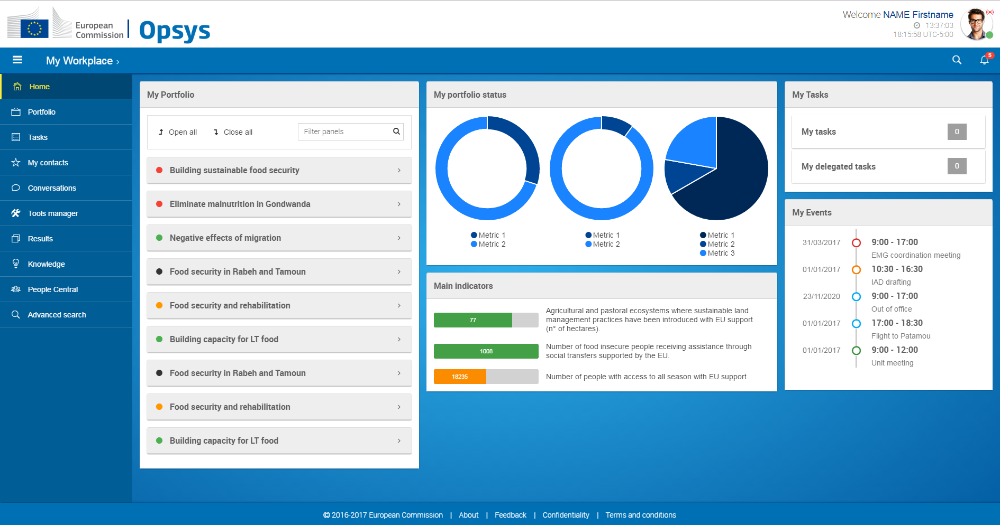 European
Commission
Opsys
Welcome NAME Firstname
13:37:03
18:15:58 UTC-5:00
My Workplace ›
5
Home
Portfolio
Tasks
My contacts
Conversations
Tools manager
Results
Knowledge
People Central
Advanced search
My Portfolio
Open all
Close all
Filter panels
Building sustainable food security
Eliminate malnutrition in Gondwanda
Negative effects of migration
Food security in Rabeh and Tamoun
Food security and rehabilitation
Building capacity for LT food
Food security in Rabeh and Tamoun
Food security and rehabilitation
Building capacity for LT food
My portfolio status
Metric 1
Metric 2
Metric 1
Metric 2
Metric 1
Metric 2
Metric 3
Main indicators
77
Agricultural and pastoral ecosystems where sustainable land
management practices have been introduced with EU support
(n° of hectares).
1008
Number of food insecure people receiving assistance through
social transfers supported by the EU.
18235
Number of people with access to all season with EU support
My Tasks
My tasks 0
My delegated tasks 0
My Events
31/03/2017 9:00 - 17:00
EMG coordination meeting
01/01/2017 10:30 - 16:30
IAD drafting
23/11/2020 9:00 - 17:00
Out of office
01/01/2017 17:00 - 18:30
Flight to Patamou
01/01/2017 9:00 - 12:00
Unit meeting
© 2016-2017 European Commission | About | Feedback | Confidentiality | Terms and conditions